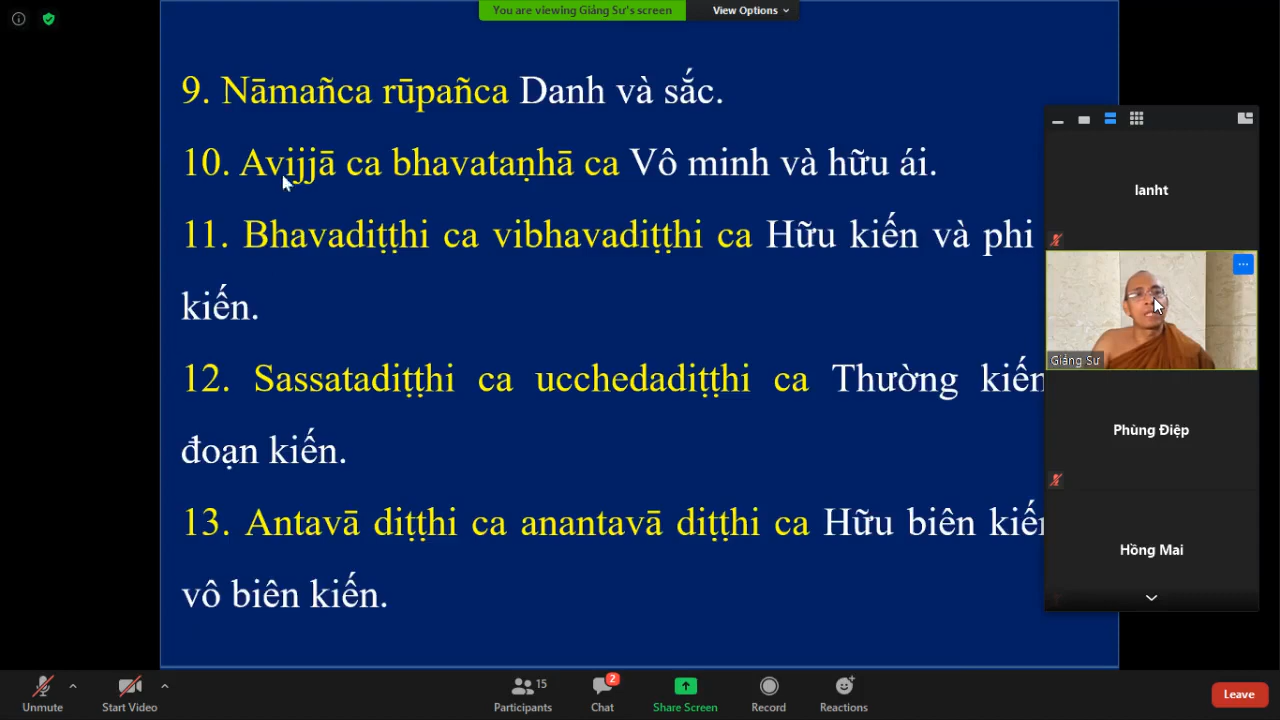 You are viewing Giảng Sư's screen
View Options
9. Nāmañca rūpañca Danh và sắc.
10. Avijjā ca bhavataṇhā ca Vô minh và hữu ái.
11. Bhavadiṭṭhi ca vibhavadiṭṭhi ca Hữu kiến và phi
kiến.
12. Sassatadiṭṭhi ca ucchedadiṭṭhi ca Thường kiến
đoạn kiến.
13. Antavā diṭṭhi ca anantavā diṭṭhi ca Hữu biên kiến
vô biên kiến.
lanht
Giảng Sư
Phùng Điệp
Hồng Mai
Unmute
Start Video
Participants
15
Chat
2
Share Screen
Record
Reactions
Leave